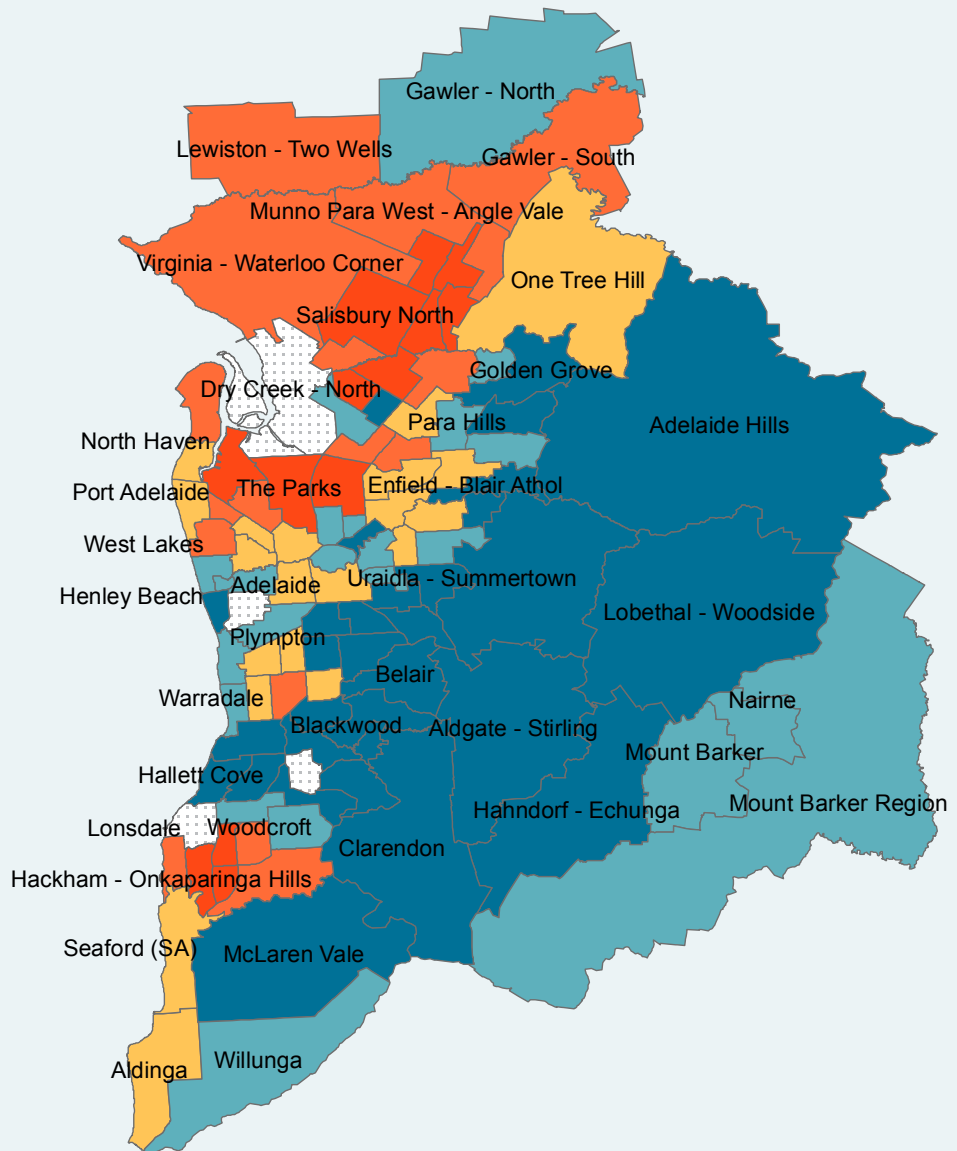 Gawler - North
Lewiston - Two Wells
Gawler - South
Munno Para West - Angle Vale
Virginia - Waterloo Corner
One Tree Hill
Salisbury North
Golden Grove
Dry Creek - North
Para Hills
Adelaide Hills
North Haven
Enfield - Blair Athol
Port Adelaide
The Parks
West Lakes
Uraidla - Summertown
Adelaide
Henley Beach
Lobethal - Woodside
Plympton
Belair
Warradale
Nairne
Blackwood
Aldgate - Stirling
Mount Barker
Hallett Cove
Mount Barker Region
Hahndorf - Echunga
Lonsdale
Woodcroft
Clarendon
Hackham - Onkaparinga Hills
Seaford (SA)
McLaren Vale
Willunga
Aldinga